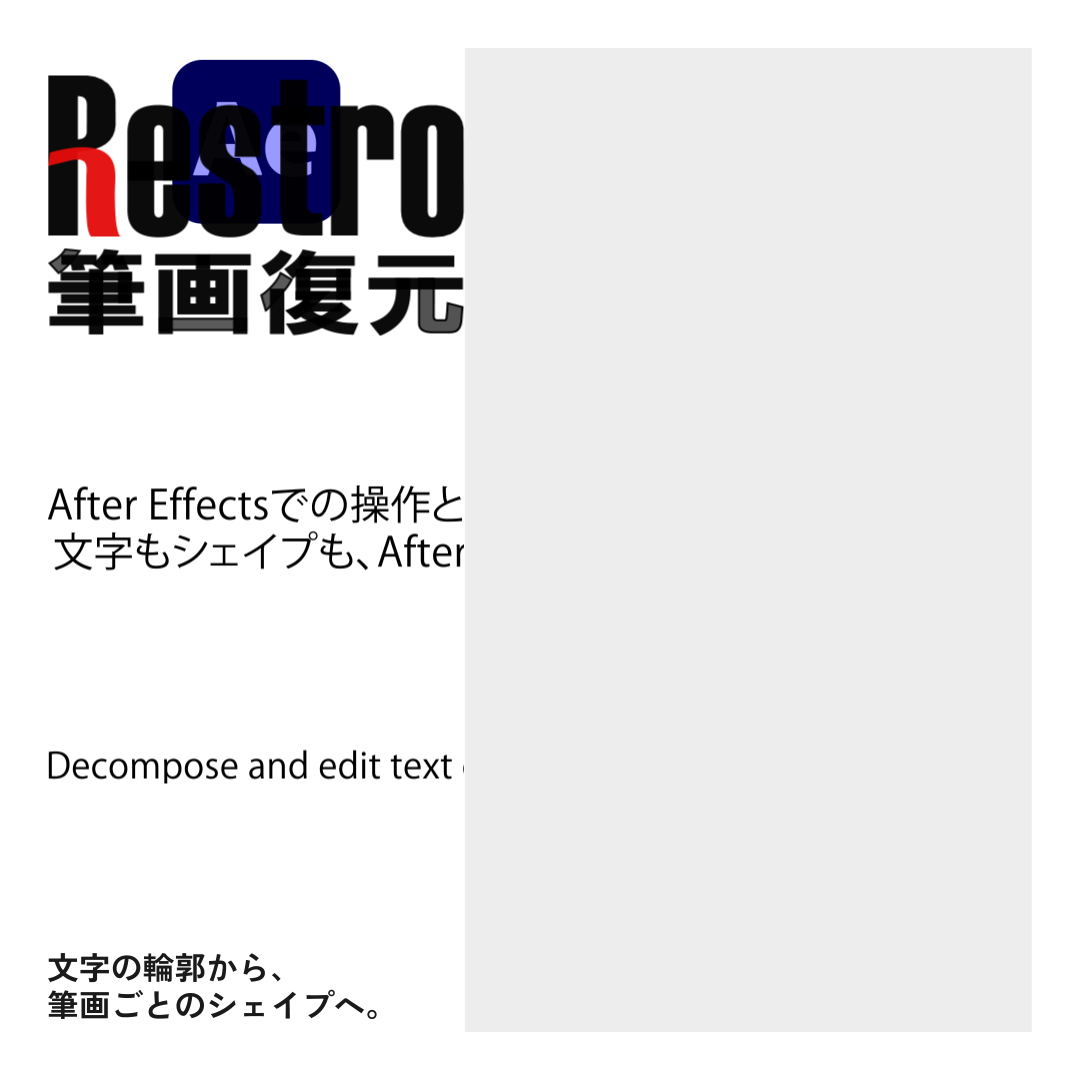 Restro
Ae
筆画復元
After Effectsでの操作と
文字もシェイプも、After
Decompose and edit text
文字の輪郭から、
筆画ごとのシェイプへ。